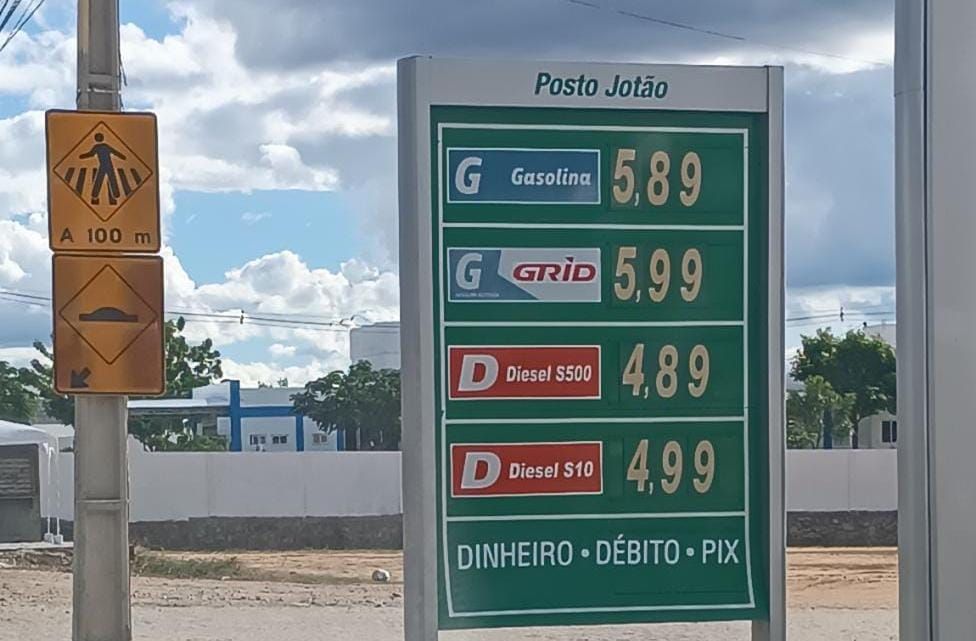 Posto Jotão
G Gasolina 5,89
G GRID 5,99
D Diesel S500 4,89
D Diesel S10 4,99
DINHEIRO • DÉBITO • PIX
A 100 m